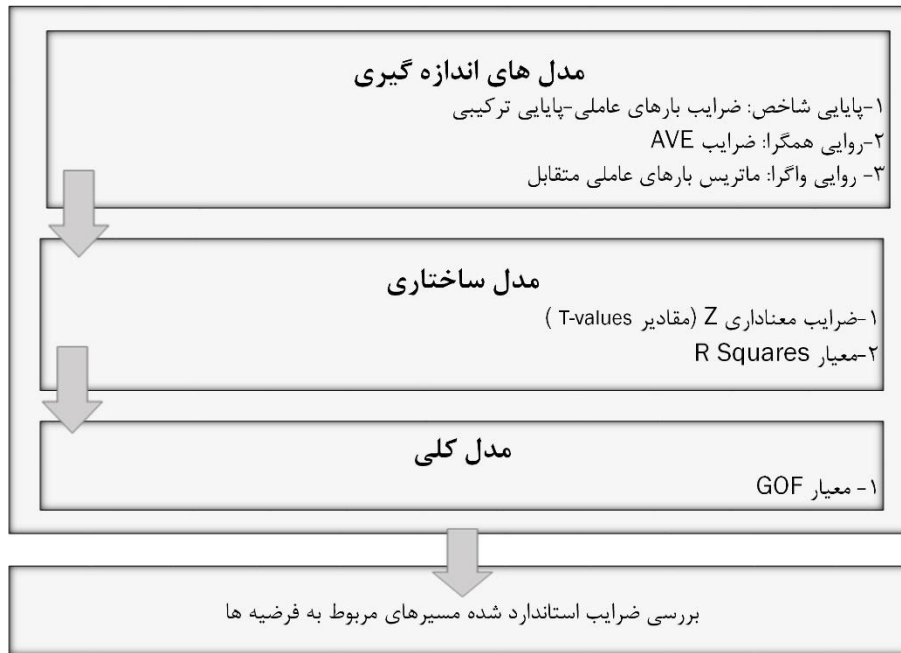 مدل های اندازه گیری
۱-پایایی شاخص: ضرایب بارهای عاملی-پایایی ترکیبی
۲-روایی همگرا: ضرایب AVE
۳- روایی واگرا: ماتریس بارهای عاملی متقابل
مدل ساختاری
۱-ضرایب معناداری Z (مقادیر T-values )
۲-معیار R Squares
مدل کلی
۱- معیار GOF
بررسی ضرایب استاندارد شده مسیرهای مربوط به فرضیه ها